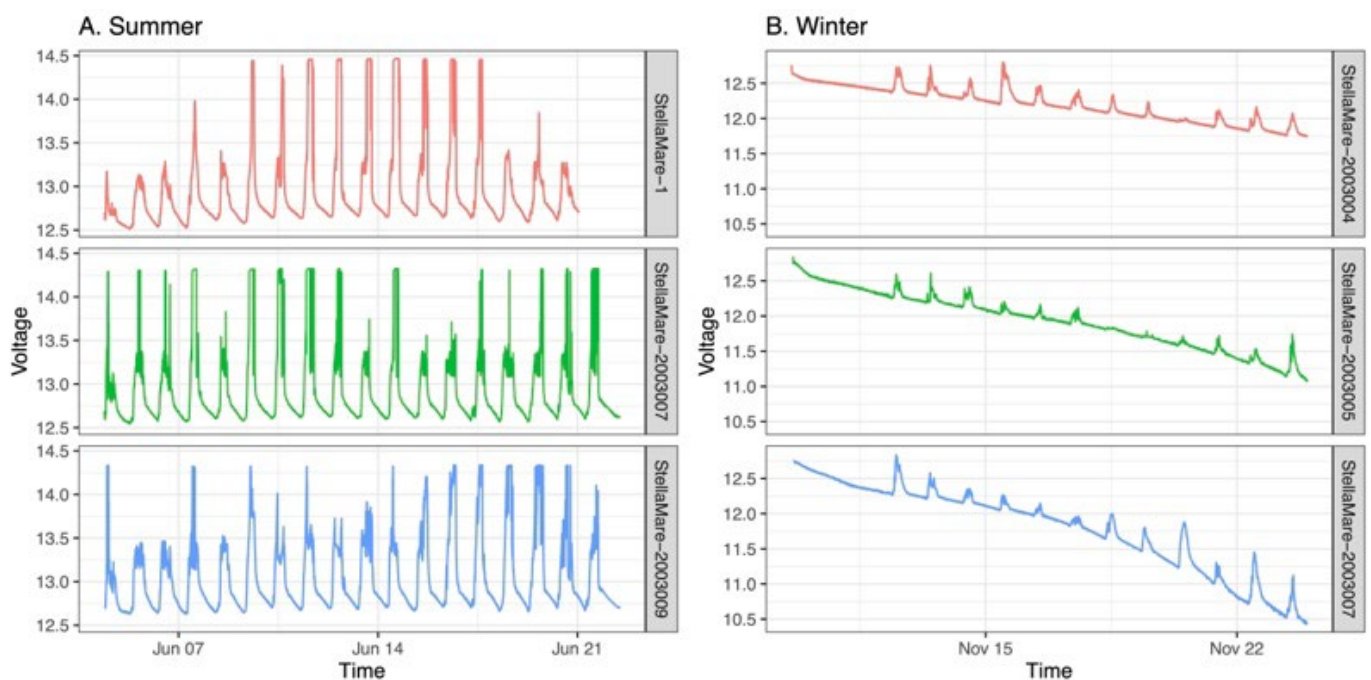 A. Summer
14.5
14.0
13.5
13.0
12.5
StellaMare-1
14.5
14.0
13.5
13.0
12.5
StellaMare-2003007
14.5
14.0
13.5
13.0
12.5
StellaMare-2003009
Voltage
Jun 07
Jun 14
Jun 21
Time
B. Winter
12.5
12.0
11.5
11.0
10.5
StellaMare-2003004
12.5
12.0
11.5
11.0
10.5
StellaMare-2003005
12.5
12.0
11.5
11.0
10.5
StellaMare-2003007
Voltage
Nov 15
Nov 22
Time